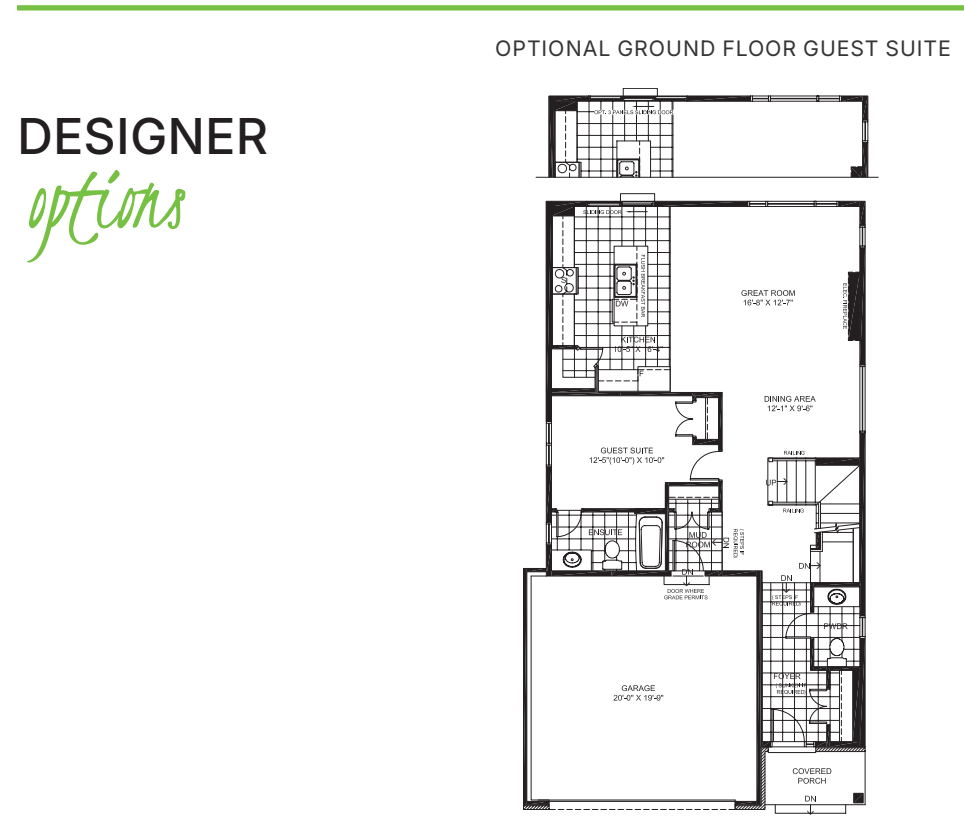 OPTIONAL GROUND FLOOR GUEST SUITE
DESIGNER
options
OPT. 3 PANELS SLIDING DOOR
SLIDING DOOR
FLUSH BREAKFAST BAR
DW
KITCHEN
F
GREAT ROOM
16'-8" X 12'-7"
ELEC. FIREPLACE
DINING AREA
12'-1" X 9'-6"
GUEST SUITE
12'-5"(10'-0") X 10'-0"
RAILING
UP
RAILING
ENSUITE
MUD
ROOM
DN
DN
DOOR WHERE
GRADE PERMITS
DN
DN
REQUIRED)
PWDR
FOYER
REQUIRED)
GARAGE
20'-0" X 19'-9"
COVERED
PORCH
DN